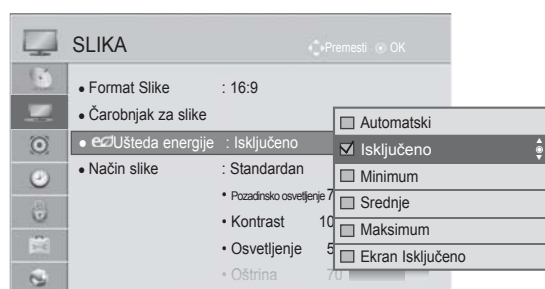 SLIKA
Premesti OK
• Format Slike : 16:9
• Čarobnjak za slike
• eco Ušteda energije : Isključeno
• Način slike : Standardan
• Pozadinsko osvetljenje 7
• Kontrast 10
• Osvetljenje 5
• Oštrina 70
Automatski
Isključeno
Minimum
Srednje
Maksimum
Ekran Isključeno